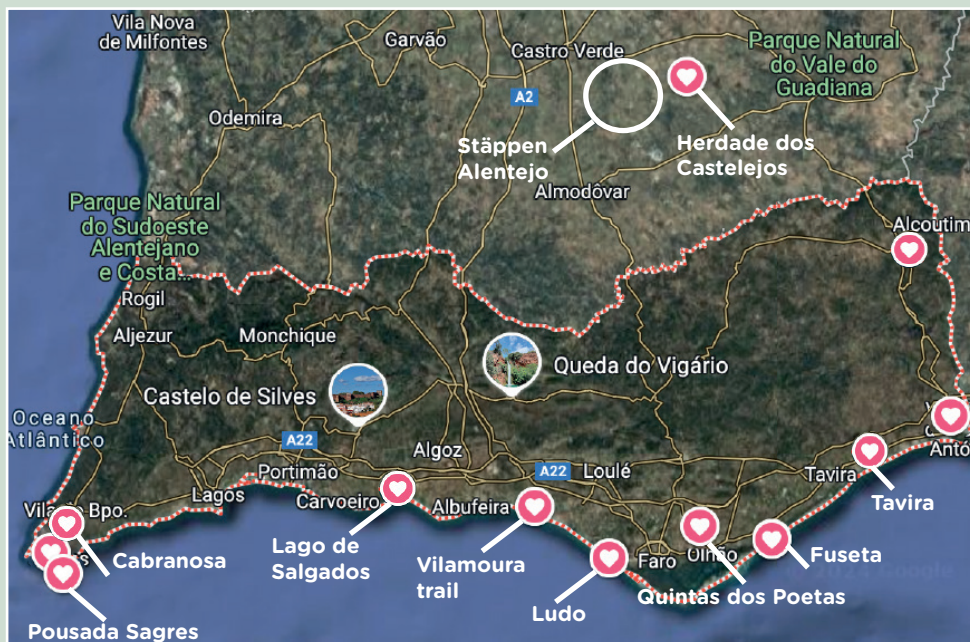 Vila Nova
de Milfontes
Garvão
Castro Verde
Parque Natural
do Vale do
Guadiana
A2
Odemira
Stäppen
Alentejo
Herdade dos
Castelejos
Almodôvar
Parque Natural
do Sudoeste
Alentejano
e Costa...
Alcoutim
Rogil
Aljezur
Monchique
Queda do Vigário
Castelo de Silves
Oceano
Atlântico
A22
Algoz
A22
Loulé
Portimão
Lagos
Carvoeiro
Albufeira
Tavira
Antó
Tavira
Vila Bpo.
Cabranosa
Lago de
Salgados
Vilamoura
trail
Ludo
Faro
Olhão
Fuseta
Quintas dos Poetas
Pousada Sagres